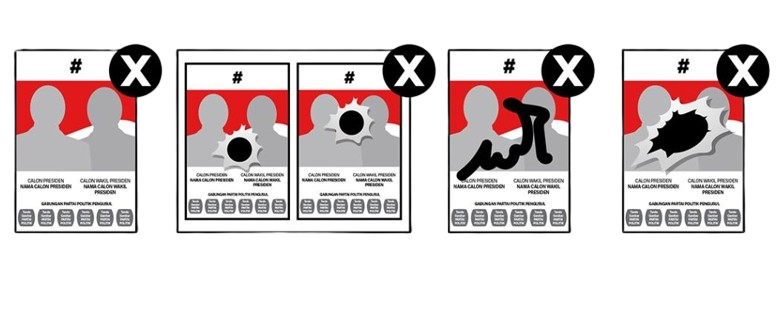 #
X
CALON PRESIDEN
NAMA CALON PRESIDEN
CALON WAKIL PRESIDEN
NAMA CALON WAKIL
PRESIDEN
GABUNGAN PARTAI POLITIK PENGUSUL
#
CALON PRESIDEN
NAMA CALON PRESIDEN
CALON WAKIL PRESIDEN
NAMA CALON WAKIL
PRESIDEN
GABUNGAN PARTAI POLITIK PENGUSUL
#
X
CALON PRESIDEN
NAMA CALON PRESIDEN
CALON WAKIL PRESIDEN
NAMA CALON WAKIL
PRESIDEN
GABUNGAN PARTAI POLITIK PENGUSUL
#
X
CALON PRESIDEN
NAMA CALON PRESIDEN
CALON WAKIL PRESIDEN
NAMA CALON WAKIL
PRESIDEN
GABUNGAN PARTAI POLITIK PENGUSUL
#
X
CALON PRESIDEN
NAMA CALON PRESIDEN
CALON WAKIL PRESIDEN
NAMA CALON WAKIL
PRESIDEN
GABUNGAN PARTAI POLITIK PENGUSUL